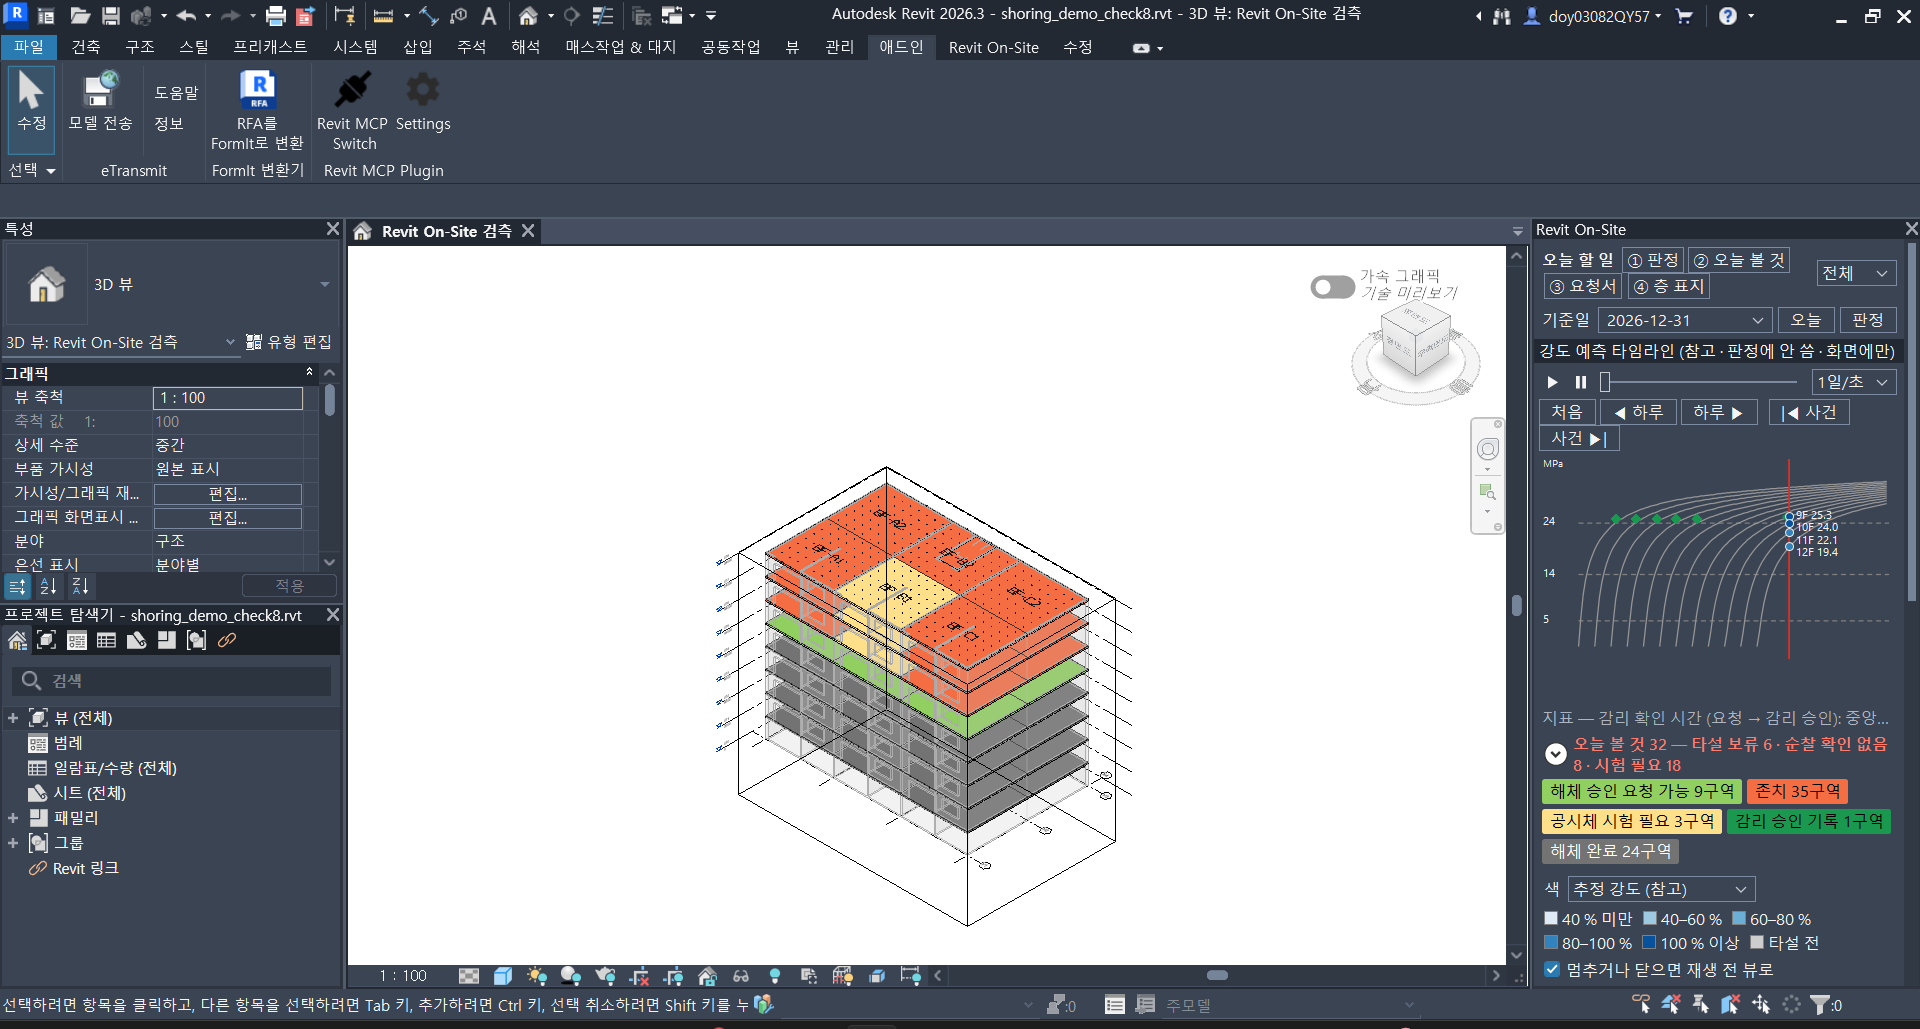 Autodesk Revit 2026.3 - shoring_demo_check8.rvt - 3D 뷰: Revit On-Site 검측
doy03082QY57
파일 건축 구조 스틸 프리캐스트 시스템 삽입 주석 해석 매스작업 & 대지 공동작업 뷰 관리 애드인 Revit On-Site 수정
수정
모델 전송
도움말
정보
RFA
RFA를
FormIt로 변환
Revit MCP
Switch
Settings
선택
eTransmit
FormIt 변환기
Revit MCP Plugin
특성
3D 뷰
3D 뷰: Revit On-Site 검측
유형 편집
그래픽
뷰 축척 1 : 100
축척 값 1: 100
상세 수준 중간
부품 가시성 원본 표시
가시성/그래픽 재... 편집...
그래픽 화면표시 ... 편집...
분야 구조
은선 표시 분야별
적용
프로젝트 탐색기 - shoring_demo_check8.rvt
검색
뷰 (전체)
범례
일람표/수량 (전체)
시트 (전체)
패밀리
그룹
Revit 링크
Revit On-Site 검측
가속 그래픽
기술 미리보기
8F-A2
8F-A1
8F-B2
8F-B1
8F-C2
8F-C1
1 : 100
Revit On-Site
오늘 할 일 ① 판정 ② 오늘 볼 것
③ 요청서 ④ 층 표지
전체
기준일 2026-12-31 오늘 판정
강도 예측 타임라인 (참고 · 판정에 안 씀 · 화면에만)
1일/초
처음 ◀ 하루 하루 ▶ |◀ 사건
사건 ▶|
MPa
24
14
5
9F 25.3
10F 24.0
11F 22.1
12F 19.4
지표 — 감리 확인 시간 (요청 → 감리 승인): 중앙...
오늘 볼 것 32 — 타설 보류 6 · 순찰 확인 없음
8 · 시험 필요 18
해체 승인 요청 가능 9구역 존치 35구역
공시체 시험 필요 3구역 감리 승인 기록 1구역
해체 완료 24구역
색 추정 강도 (참고)
40 % 미만 40–60 % 60–80 %
80–100 % 100 % 이상 타설 전
멈추거나 닫으면 재생 전 뷰로
선택하려면 항목을 클릭하고, 다른 항목을 선택하려면 Tab 키, 추가하려면 Ctrl 키, 선택 취소하려면 Shift 키를 누
:0
주모델
:0